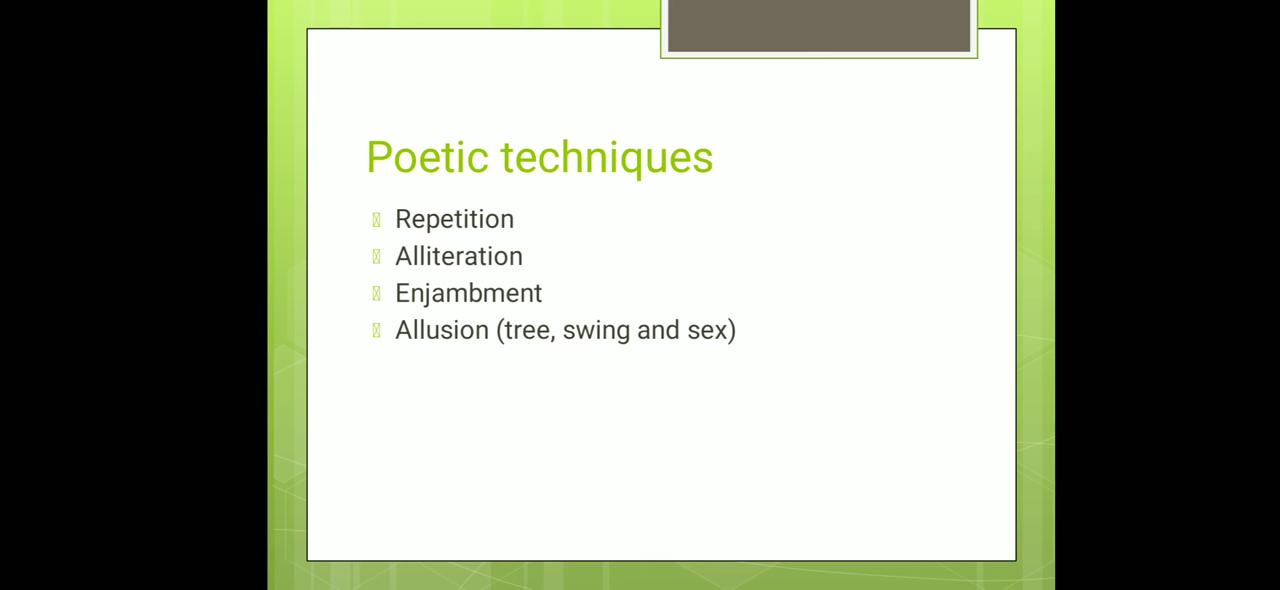 Poetic techniques
Repetition
Alliteration
Enjambment
Allusion (tree, swing and sex)